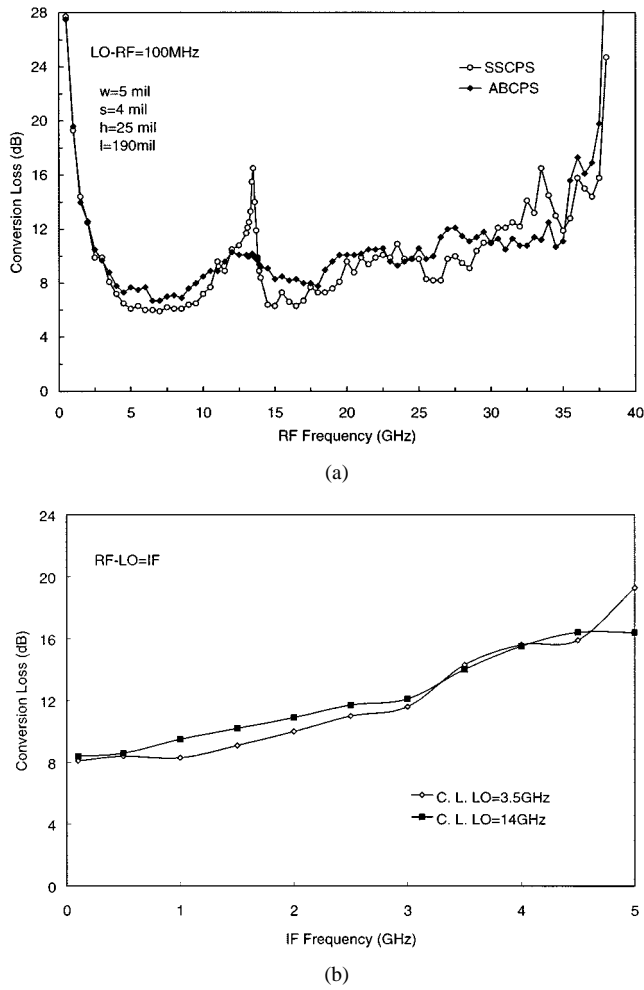 28
24
20
16
12
8
4
0
Conversion Loss (dB)
LO-RF=100MHz
w=5 mil
s=4 mil
h=25 mil
l=190mil
SSCPS
ABCPS
0 5 10 15 20 25 30 35 40
RF Frequency (GHz)
(a)
24
20
16
12
8
4
0
Conversion Loss (dB)
RF-LO=IF
C. L. LO=3.5GHz
C. L. LO=14GHz
0 1 2 3 4 5
IF Frequency (GHz)
(b)